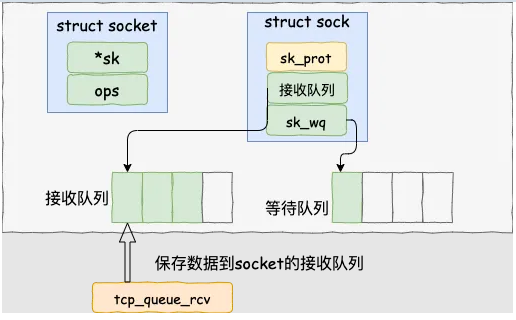 struct socket
*sk
ops
struct sock
sk_prot
接收队列
sk_wq
接收队列
等待队列
保存数据到socket的接收队列
tcp_queue_rcv